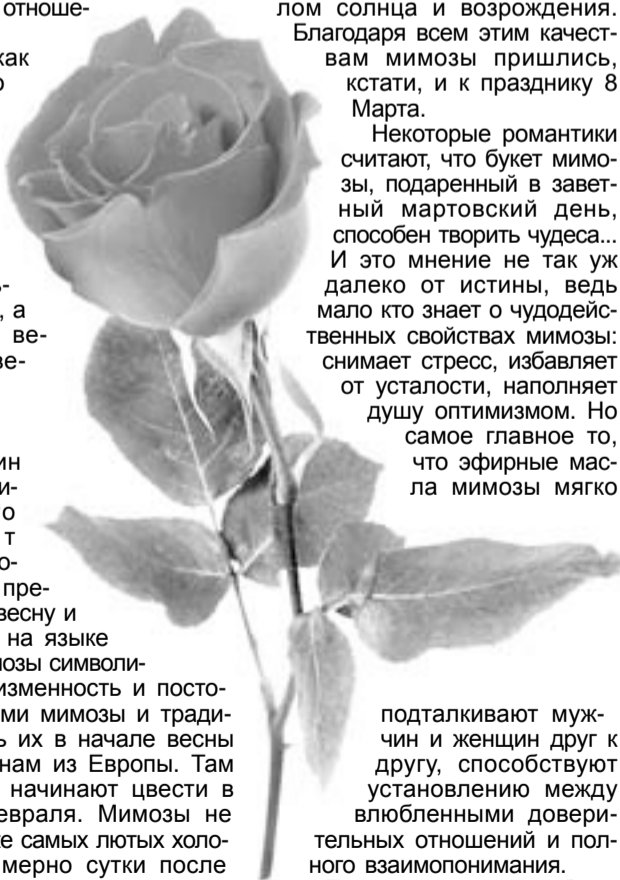 отноше-
как
о
ь-
, а
ве-
ве-
ин
и-
о
т
о-
пре-
весну и
на языке
мозы символи-
изменность и посто-
ми мимозы и тради-
ь их в начале весны
нам из Европы. Там
начинают цвести в
евраля. Мимозы не
же самых лютых холо-
мерно сутки после
лом солнца и возрождения.
Благодаря всем этим качест-
вам мимозы пришлись,
кстати, и к празднику 8
Марта.
Некоторые романтики
считают, что букет мимо-
зы, подаренный в завет-
ный мартовский день,
способен творить чудеса...
И это мнение не так уж
далеко от истины, ведь
мало кто знает о чудодейс-
твенных свойствах мимозы:
снимает стресс, избавляет
от усталости, наполняет
душу оптимизмом. Но
самое главное то,
что эфирные мас-
ла мимозы мягко
подталкивают муж-
чин и женщин друг к
другу, способствуют
установлению между
влюбленными довери-
тельных отношений и пол-
ного взаимопонимания.